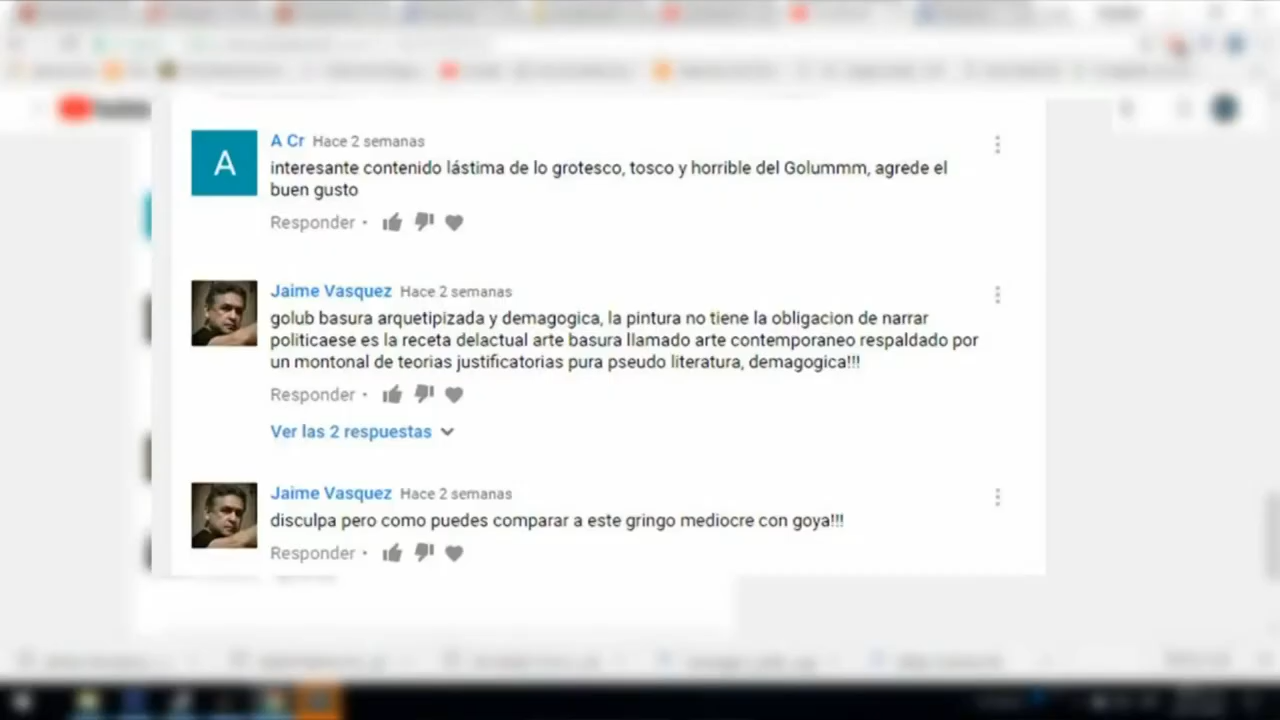 A
A Cr Hace 2 semanas
interesante contenido lástima de lo grotesco, tosco y horrible del Golummm, agrede el
buen gusto
Responder •
Jaime Vasquez Hace 2 semanas
golub basura arquetipizada y demagogica, la pintura no tiene la obligacion de narrar
politicaese es la receta delactual arte basura llamado arte contemporaneo respaldado por
un montonal de teorias justificatorias pura pseudo literatura, demagogica!!!
Responder •
Ver las 2 respuestas
Jaime Vasquez Hace 2 semanas
disculpa pero como puedes comparar a este gringo mediocre con goya!!!
Responder •